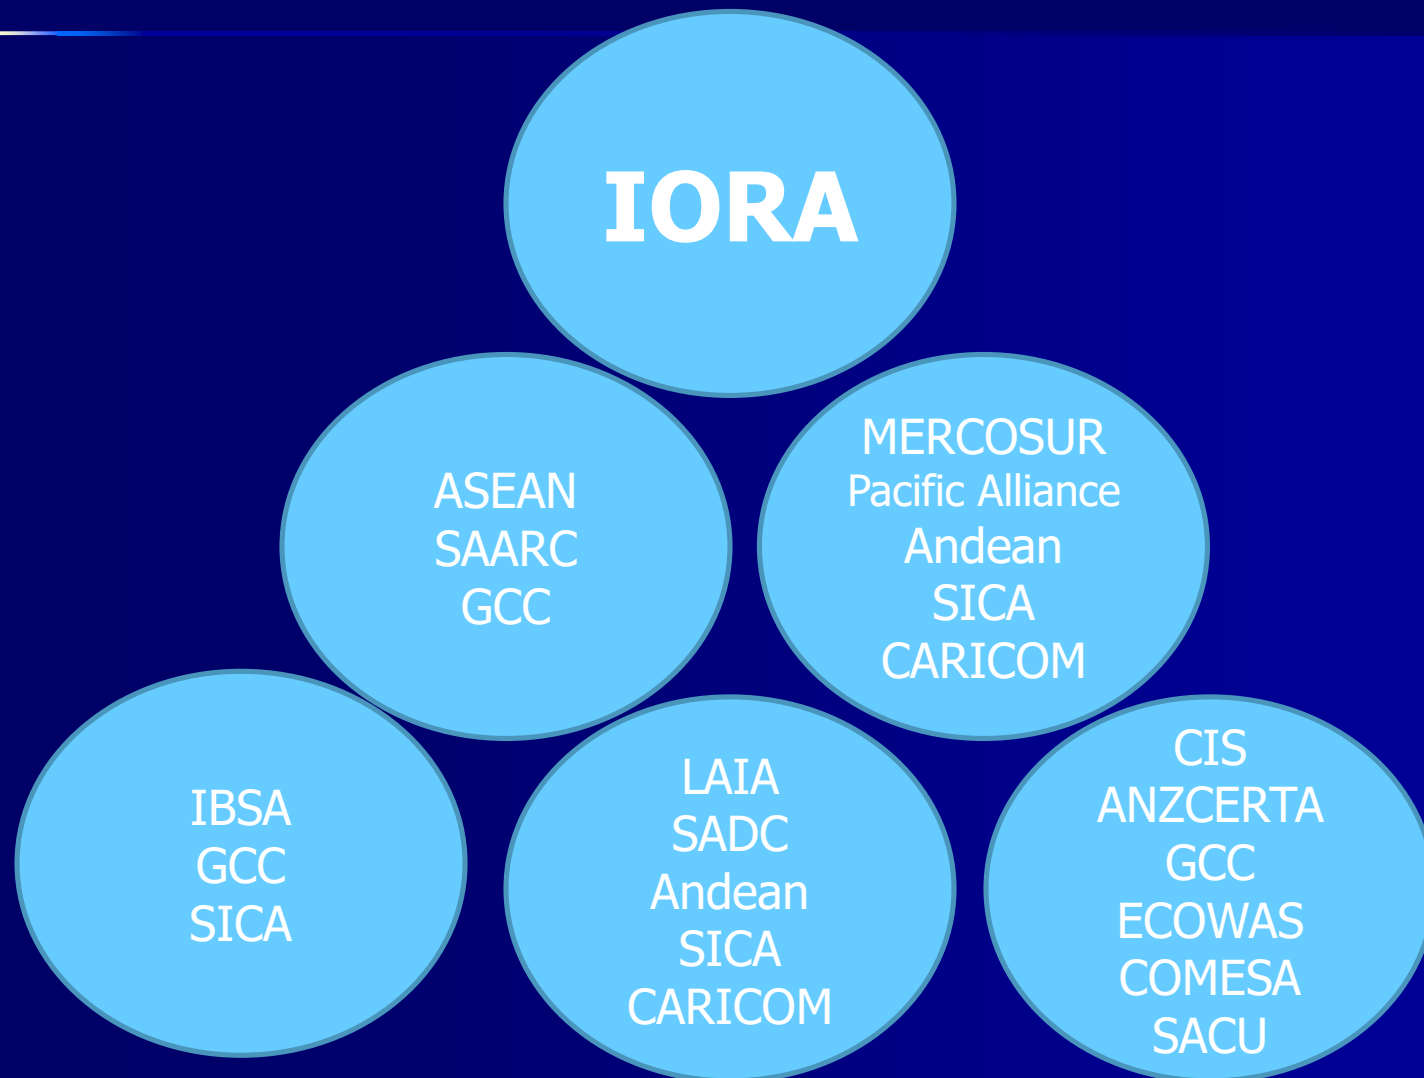 IORA
ASEAN
SAARC
GCC
MERCOSUR
Pacific Alliance
Andean
SICA
CARICOM
IBSA
GCC
SICA
LAIA
SADC
Andean
SICA
CARICOM
CIS
ANZCERTA
GCC
ECOWAS
COMESA
SACU